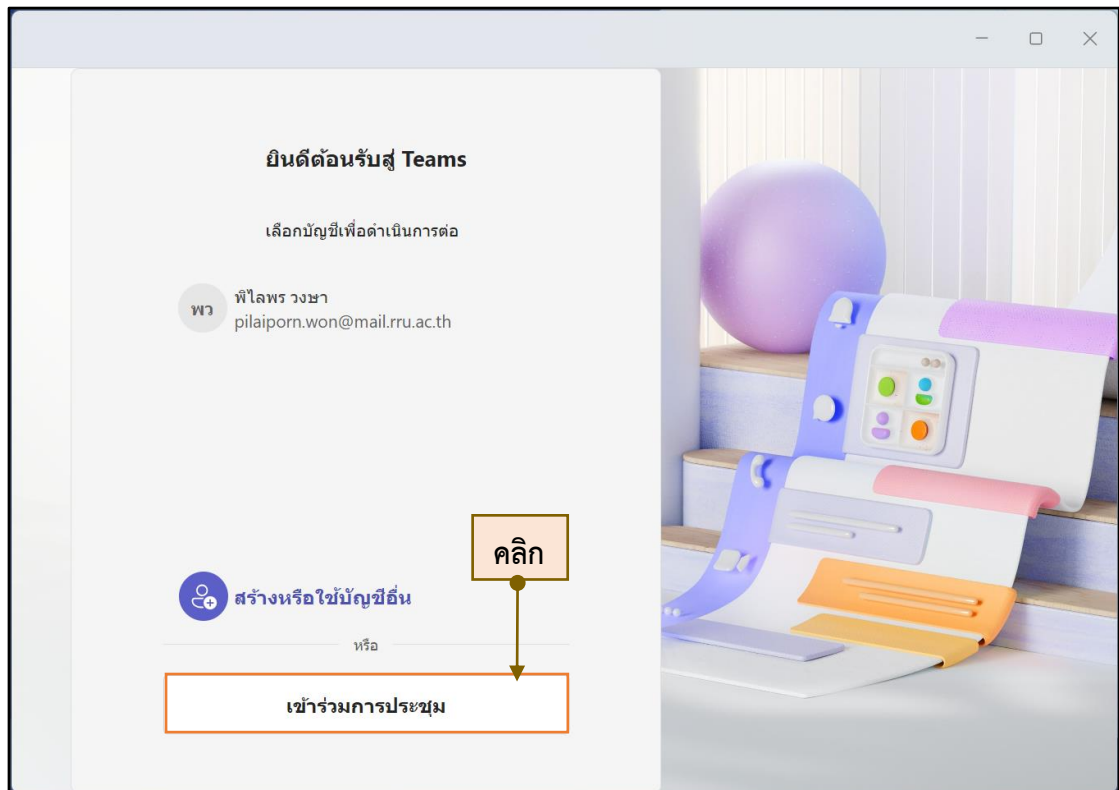 ยินดีต้อนรับสู่ Teams
เลือกบัญชีเพื่อดำเนินการต่อ
พว
พิไลพร วงษา
pilaiporn.won@mail.rru.ac.th
คลิก
สร้างหรือใช้บัญชีอื่น
หรือ
เข้าร่วมการประชุม